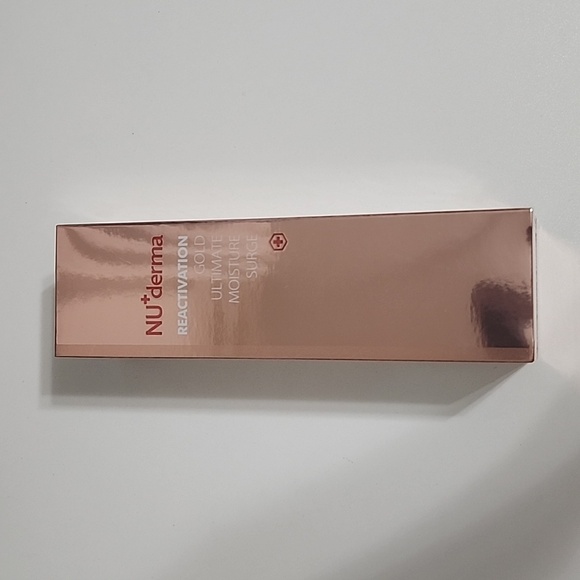 NU+derma
REACTIVATION
GOLD
ULTIMATE
MOISTURE
SURGE